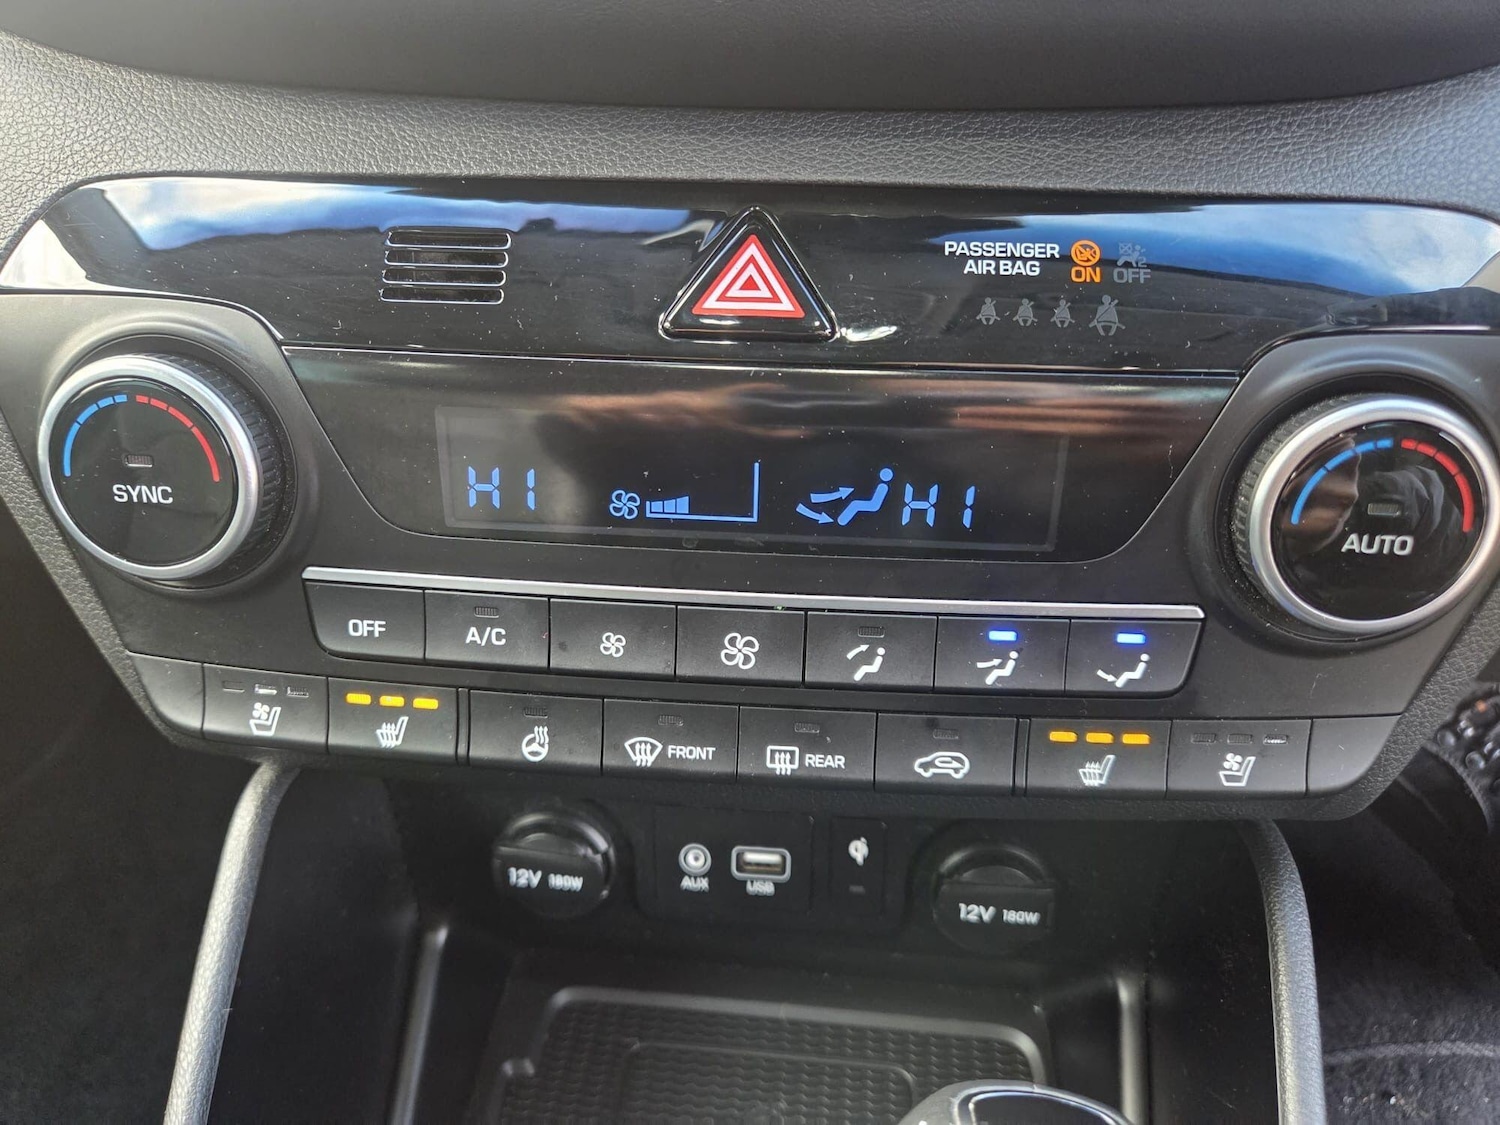 PASSENGER
AIR BAG
ON
OFF
SYNC
HI
HI
AUTO
OFF
A/C
FRONT
REAR
12V 180W
AUX
USB
12V 180W